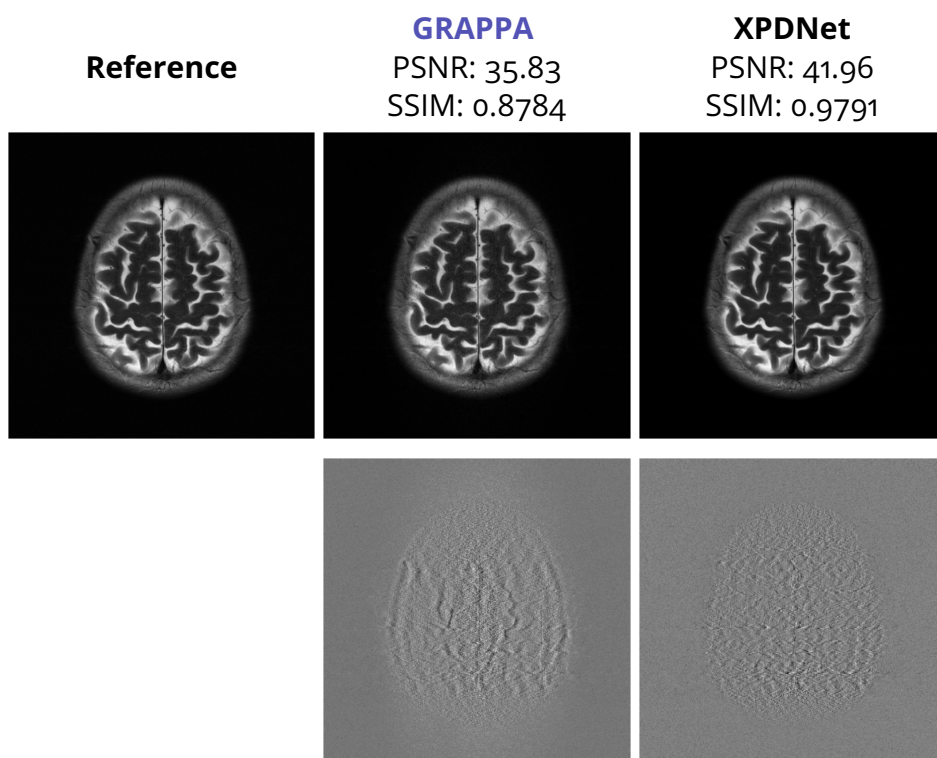 Reference
GRAPPA
PSNR: 35.83
SSIM: 0.8784
XPDNet
PSNR: 41.96
SSIM: 0.9791